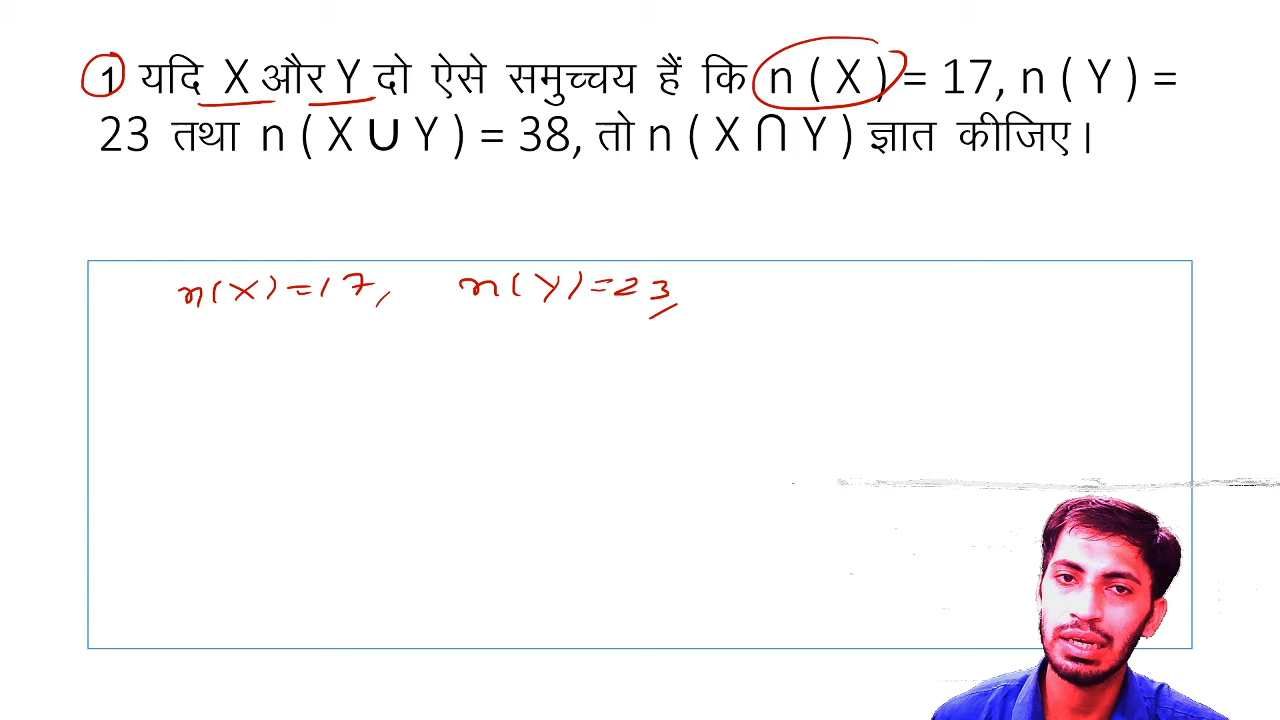 1 यदि X और Y दो ऐसे समुच्चय हैं कि n ( X ) = 17, n ( Y ) =
23 तथा n ( X ∪ Y ) = 38, तो n ( X ∩ Y ) ज्ञात कीजिए।
n(X)=17, n(Y)=23